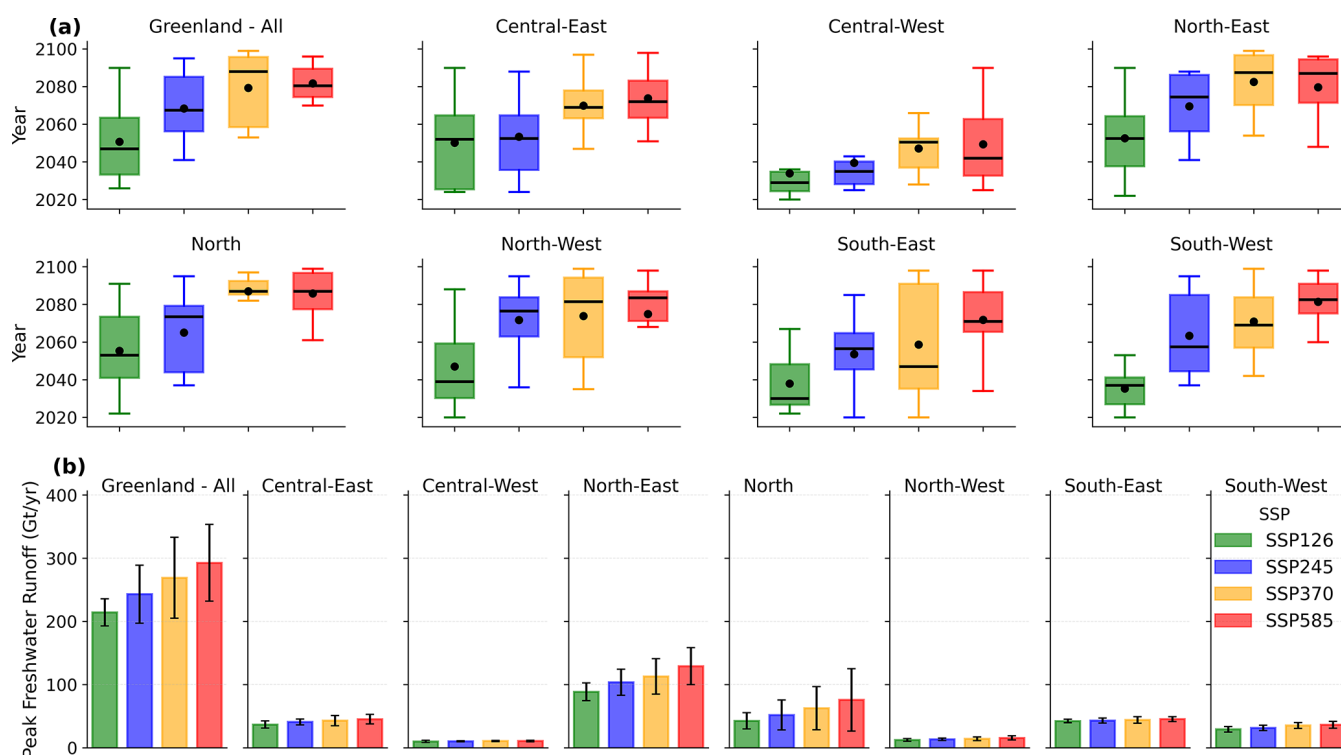 (a)
Greenland - All
Central-East
Central-West
North-East
Year
2100
2080
2060
2040
2020
North
North-West
South-East
South-West
Year
2100
2080
2060
2040
2020
(b)
Greenland - All
Central-East
Central-West
North-East
North
North-West
South-East
South-West
Peak Freshwater Runoff (Gt/yr)
400
300
200
100
0
SSP
SSP126
SSP245
SSP370
SSP585